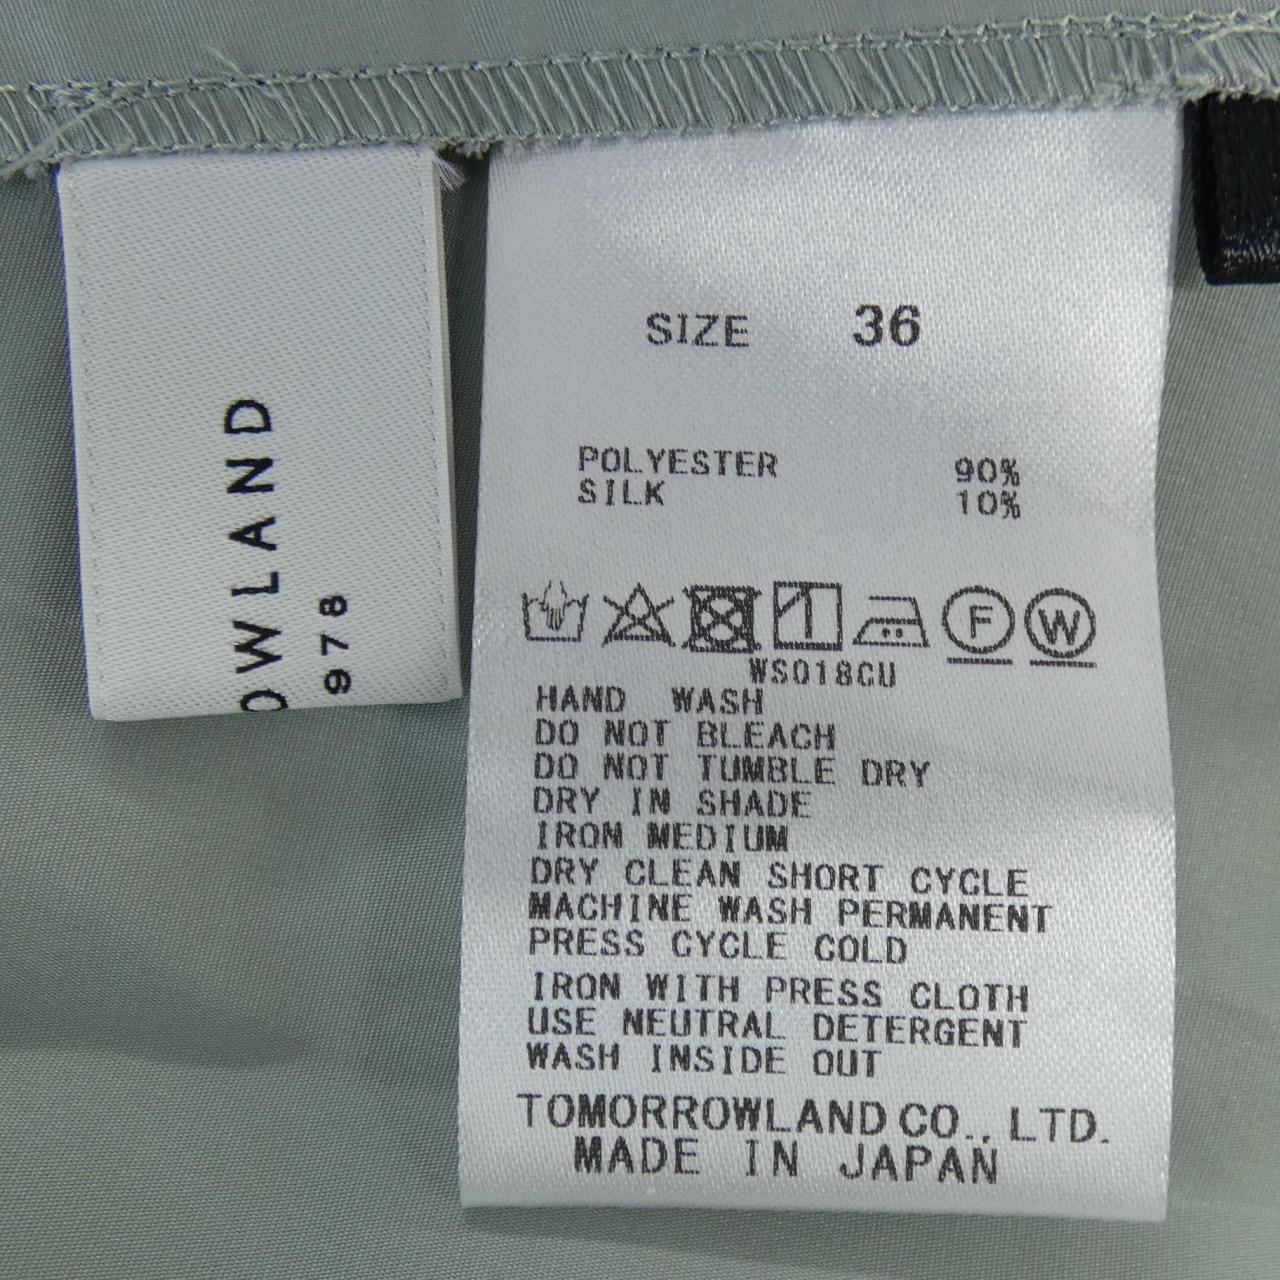 OWLAND
978
SIZE 36
POLYESTER 90%
SILK 10%
F W
WS018CU
HAND WASH
DO NOT BLEACH
DO NOT TUMBLE DRY
DRY IN SHADE
IRON MEDIUM
DRY CLEAN SHORT CYCLE
MACHINE WASH PERMANENT
PRESS CYCLE COLD
IRON WITH PRESS CLOTH
USE NEUTRAL DETERGENT
WASH INSIDE OUT
TOMORROWLAND CO., LTD.
MADE IN JAPAN